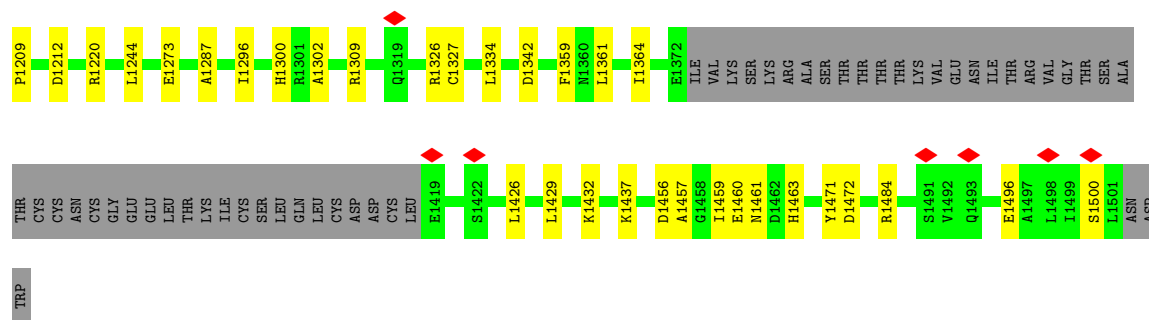 P1209 D1212 R1220 L1244 E1273 A1287 I1296 H1300 R1301 A1302 R1309 Q1319 R1326 C1327 L1334 D1342 F1359 N1360 L1361 I1364 E1372 ILE VAL LYS SER LYS LYS ARG ALA SER THR THR THR THR LYS VAL GLU ASN ILE THR ARG VAL GLY THR SER ALA
THR CYS CYS ASN CYS GLY GLU GLU LEU THR LYS ILE CYS SER LEU GLN LEU CYS ASP ASP CYS LEU E1419 S1422 L1426 L1429 K1432 K1437 D1456 A1457 G1458 I1459 E1460 N1461 D1462 H1463 Y1471 D1472 R1484 S1491 V1492 Q1493 E1496 A1497 L1498 I1499 S1500 L1501 ASN ASP
TRP